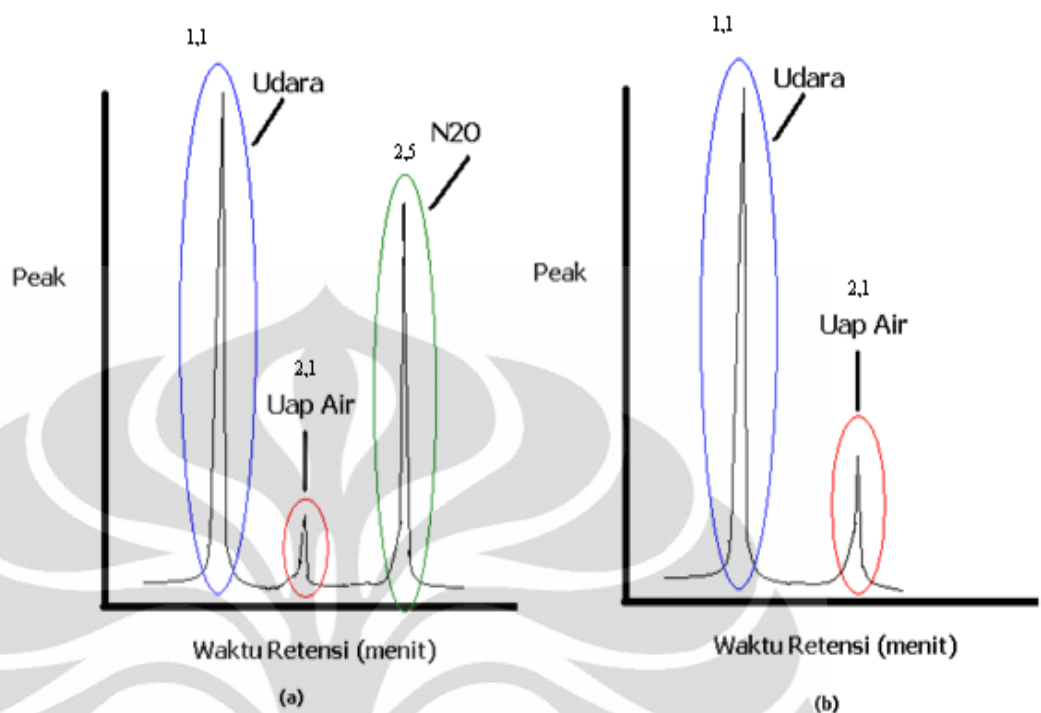 1,1
Udara
N20
2,5
Peak
2,1
Uap Air
Waktu Retensi (menit)
(a)
1,1
Udara
Peak
2,1
Uap Air
Waktu Retensi (menit)
(b)